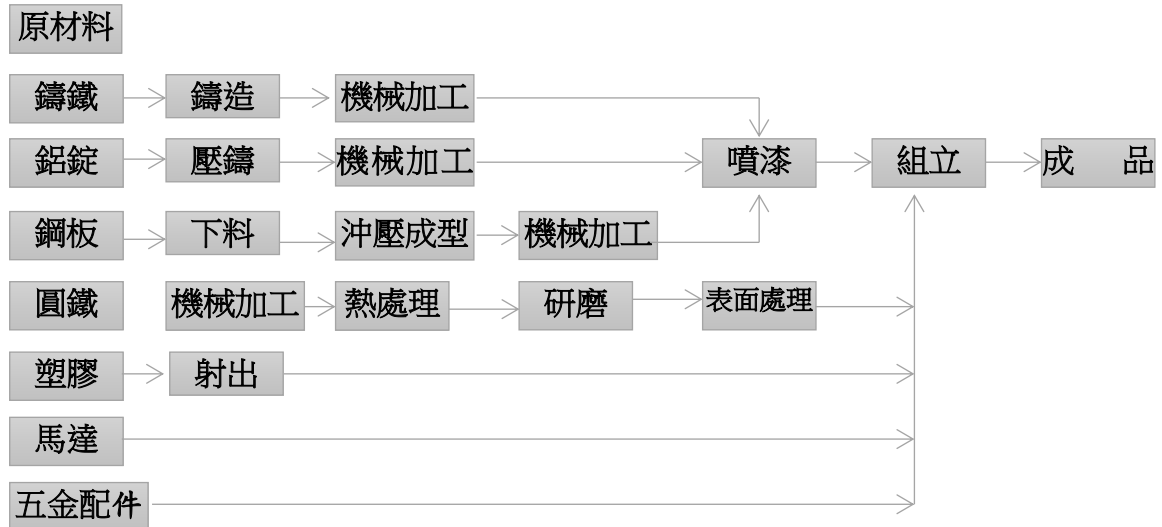 原材料
鑄鐵 鑄造 機械加工
鋁錠 壓鑄 機械加工 噴漆 組立 成 品
鋼板 下料 沖壓成型 機械加工
圓鐵 機械加工 熱處理 研磨 表面處理
塑膠 射出
馬達
五金配件